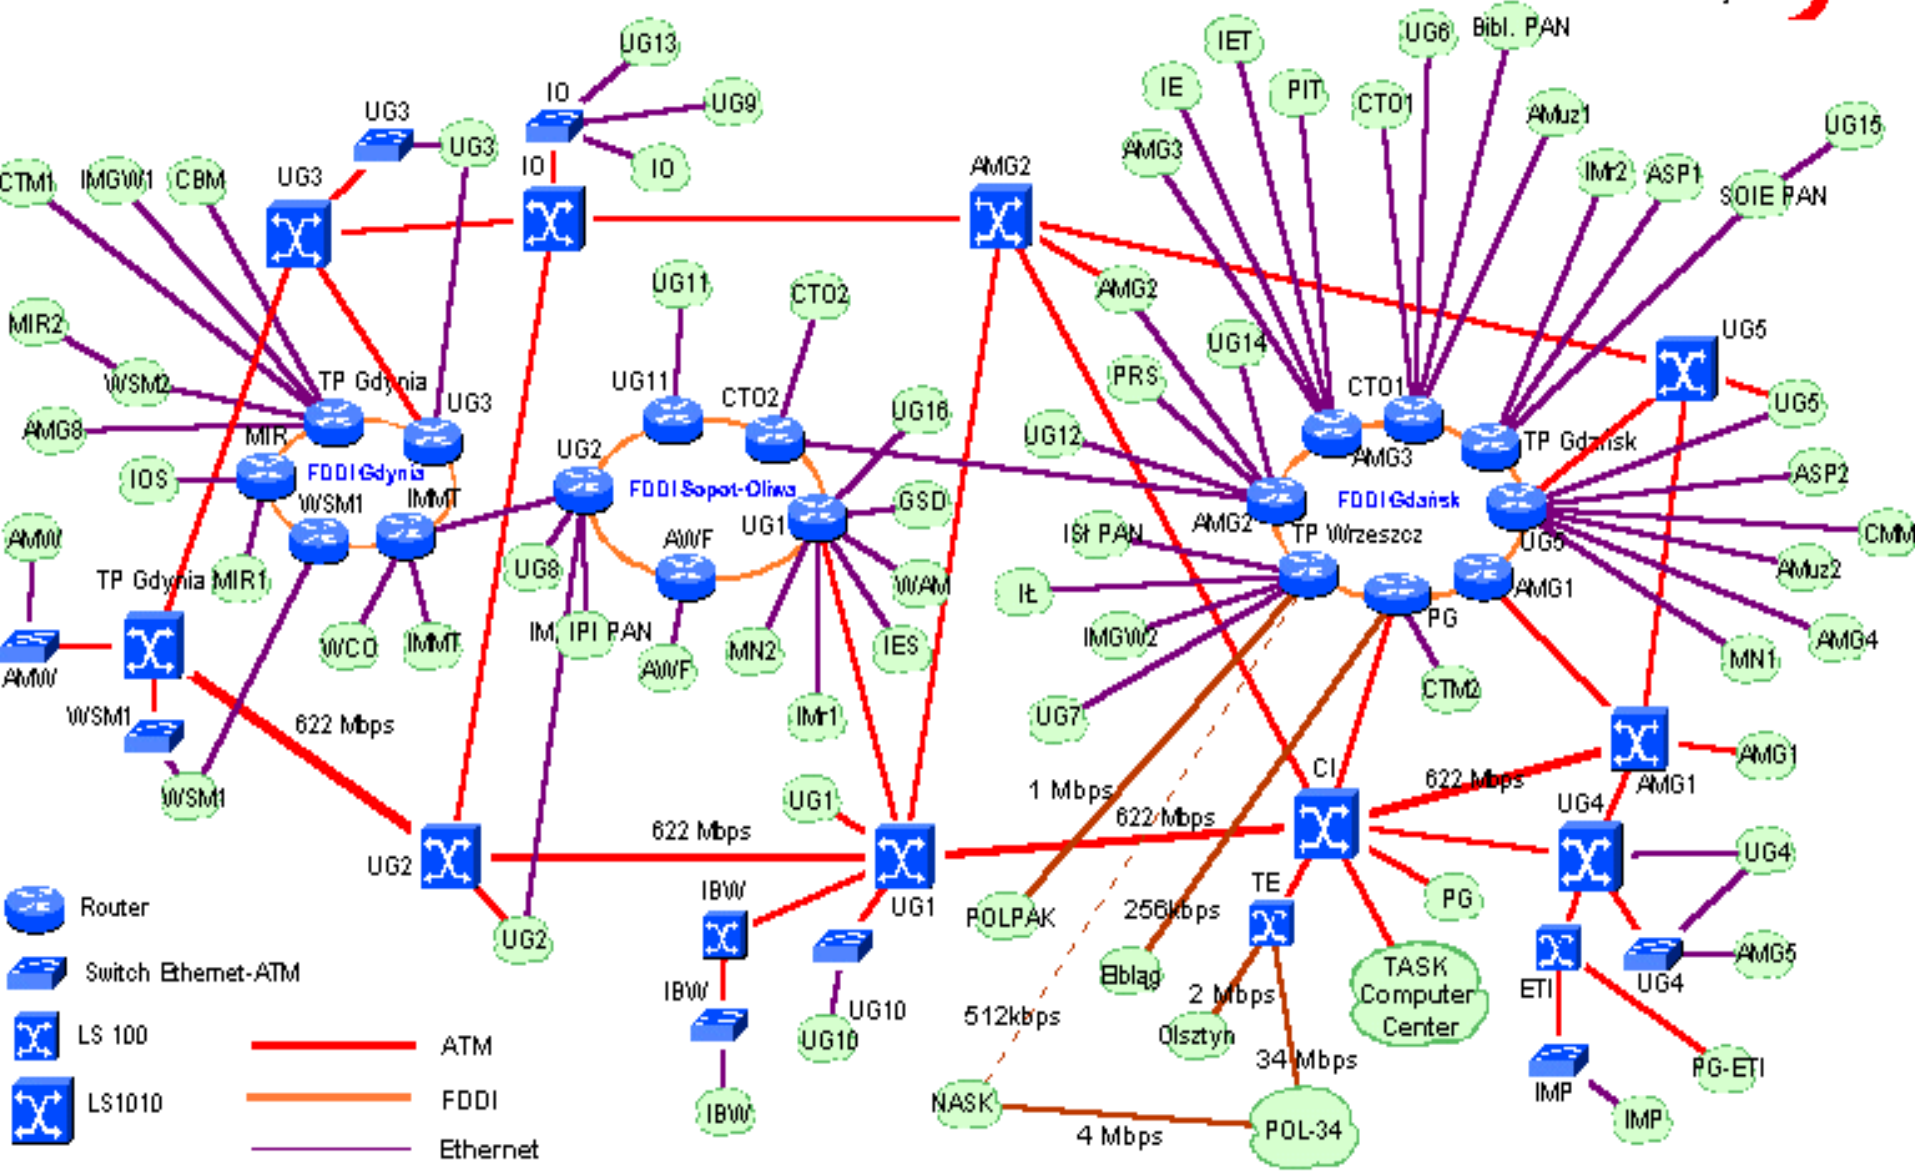 UG13
IO
IET
UG6
Bibl. PAN
IE
PIT
CTO1
AMuz1
UG15
UG3
UG9
UG3
IO
IO
AMG2
AMG3
IMr2
ASP1
SOIE PAN
CTM1
IMGW1
CBM
UG3
UG11
CTO2
AMG2
MIR2
UG14
UG5
WSM2
TP Gdynia
UG11
CTO2
PRS
CTO1
UG5
AMG8
MIR
UG3
UG2
UG16
UG12
AMG3
TP Gdańsk
IOS
FDDI Gdynia
FDDI Sopot-Oliwa
FDDI Gdańsk
ASP2
WSM1
IMMT
UG1
GSD
AMG2
TP Wrzeszcz
UG5
CMM
AMW
AWF
ISt PAN
TP Gdynia
MIR1
UG8
WAM
IŁ
AMG1
AMuz2
WCO
IMMT
IM
IPI PAN
AWF
MN2
IES
IMGW2
PG
MN1
AMG4
AMW
WSM1
622 Mbps
IMr1
UG7
CTM2
WSM1
UG1
1 Mbps
CI
622 Mbps
AMG1
AMG1
622 Mbps
622 Mbps
UG4
UG2
UG4
IBW
UG1
TE
PG
Router
UG2
POLPAK
256kbps
Switch Ethernet-ATM
Elbląg
TASK
Computer
Center
ETI
UG4
AMG5
IBW
UG10
UG10
512kbps
2 Mbps
Olsztyn
LS 100
ATM
34 Mbps
PG-ETI
LS1010
FDDI
IBW
NASK
4 Mbps
POL-34
IMP
IMP
Ethernet